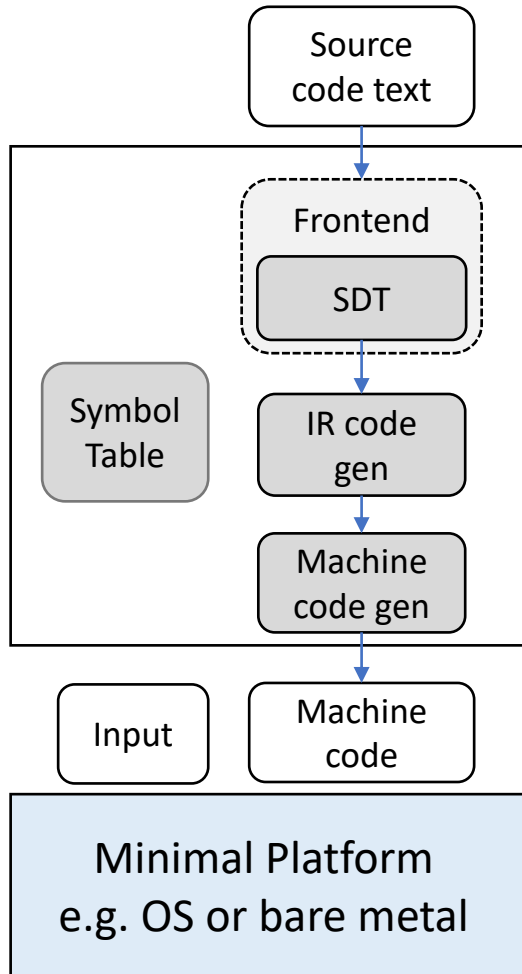 Source
code text
Frontend
SDT
Symbol
Table
IR code
gen
Machine
code gen
Input
Machine
code
Minimal Platform
e.g. OS or bare metal